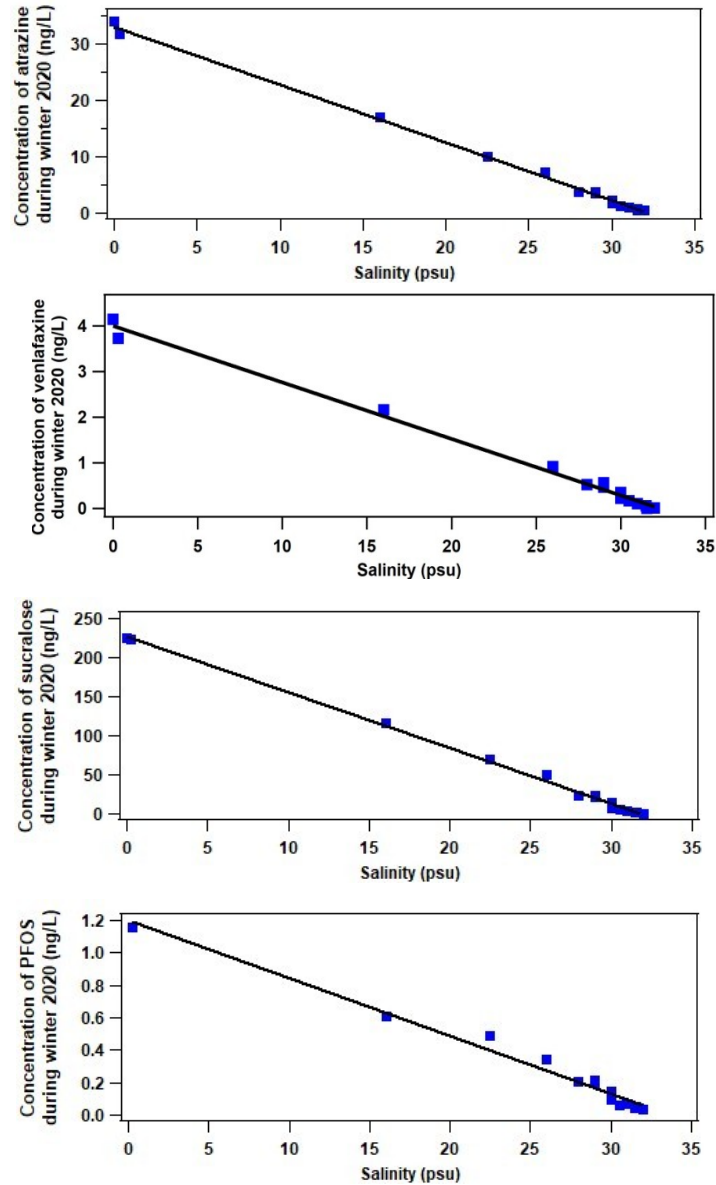 Concentration of atrazine
during winter 2020 (ng/L)
30
20
10
0
0 5 10 15 20 25 30 35
Salinity (psu)
Concentration of venlafaxine
during winter 2020 (ng/L)
4
3
2
1
0
0 5 10 15 20 25 30 35
Salinity (psu)
Concentration of sucralose
during winter 2020 (ng/L)
250
200
150
100
50
0
0 5 10 15 20 25 30 35
Salinity (psu)
Concentration of PFOS
during winter 2020 (ng/L)
1.2
1.0
0.8
0.6
0.4
0.2
0.0
0 5 10 15 20 25 30 35
Salinity (psu)